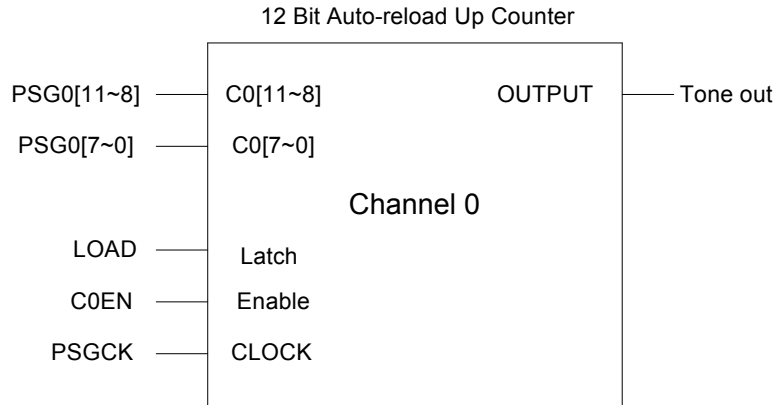 12 Bit Auto-reload Up Counter
PSG0[11~8] C0[11~8] OUTPUT Tone out
PSG0[7~0] C0[7~0]
Channel 0
LOAD Latch
C0EN Enable
PSGCK CLOCK